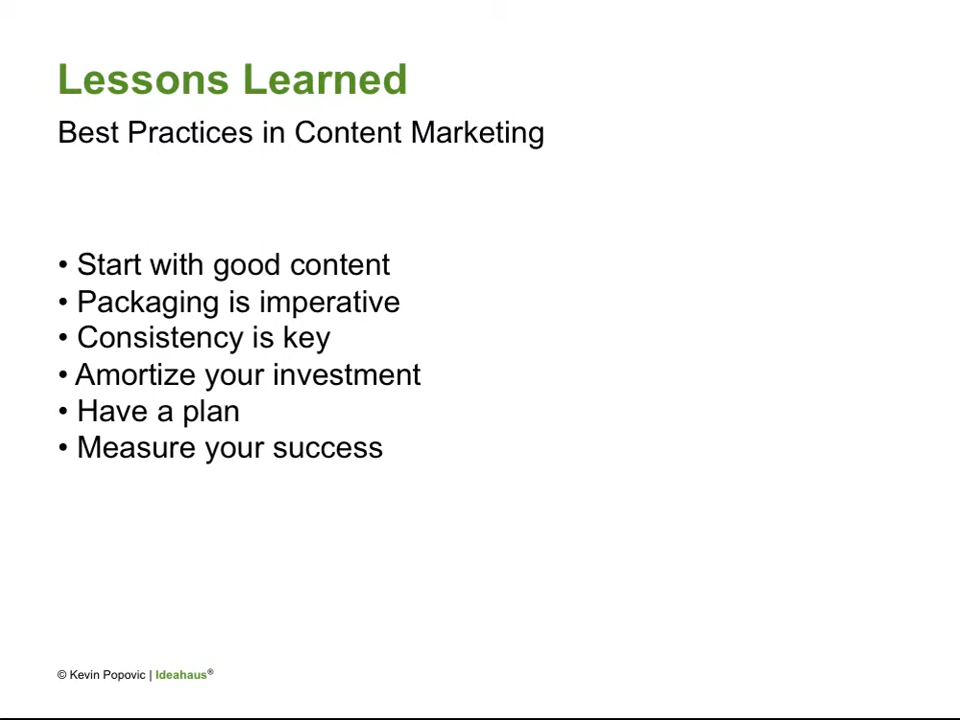 Lessons Learned
Best Practices in Content Marketing
• Start with good content
• Packaging is imperative
• Consistency is key
• Amortize your investment
• Have a plan
• Measure your success
© Kevin Popovic | Ideahaus®